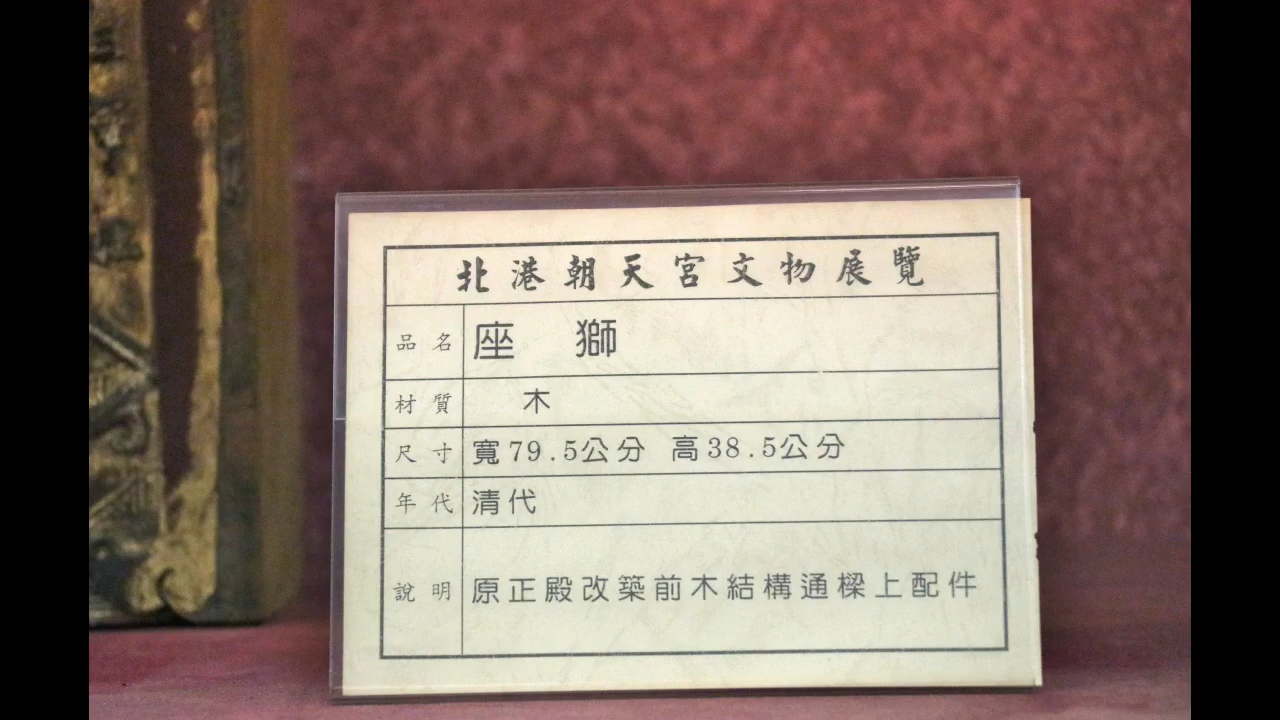 北港朝天宮文物展覽
品名 座 獅
材質 木
尺寸 寬79.5公分 高38.5公分
年代 清代
說明 原正殿改築前木結構通樑上配件